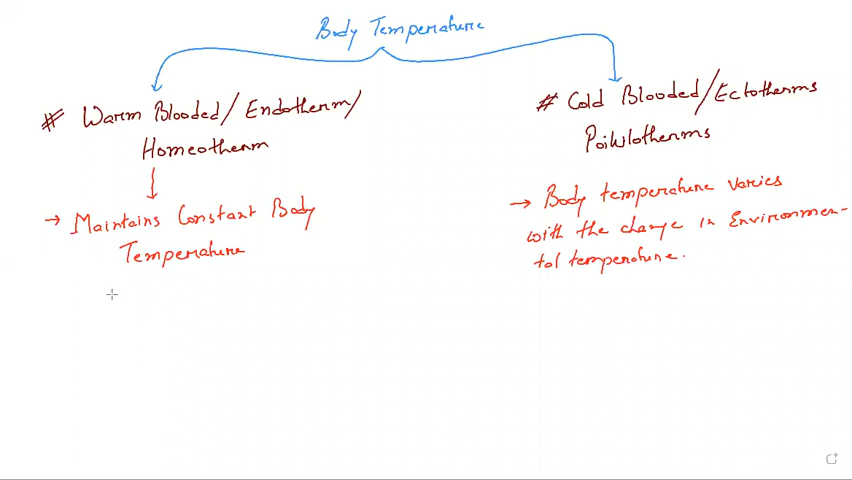 Body Temperature
# Warm Blooded/Endotherm/
Homeotherm
→ Maintains Constant Body
Temperature
# Cold Blooded/Ectotherms
Poikilotherms
→ Body temperature varies
with the change in Environmen-
tal temperature.